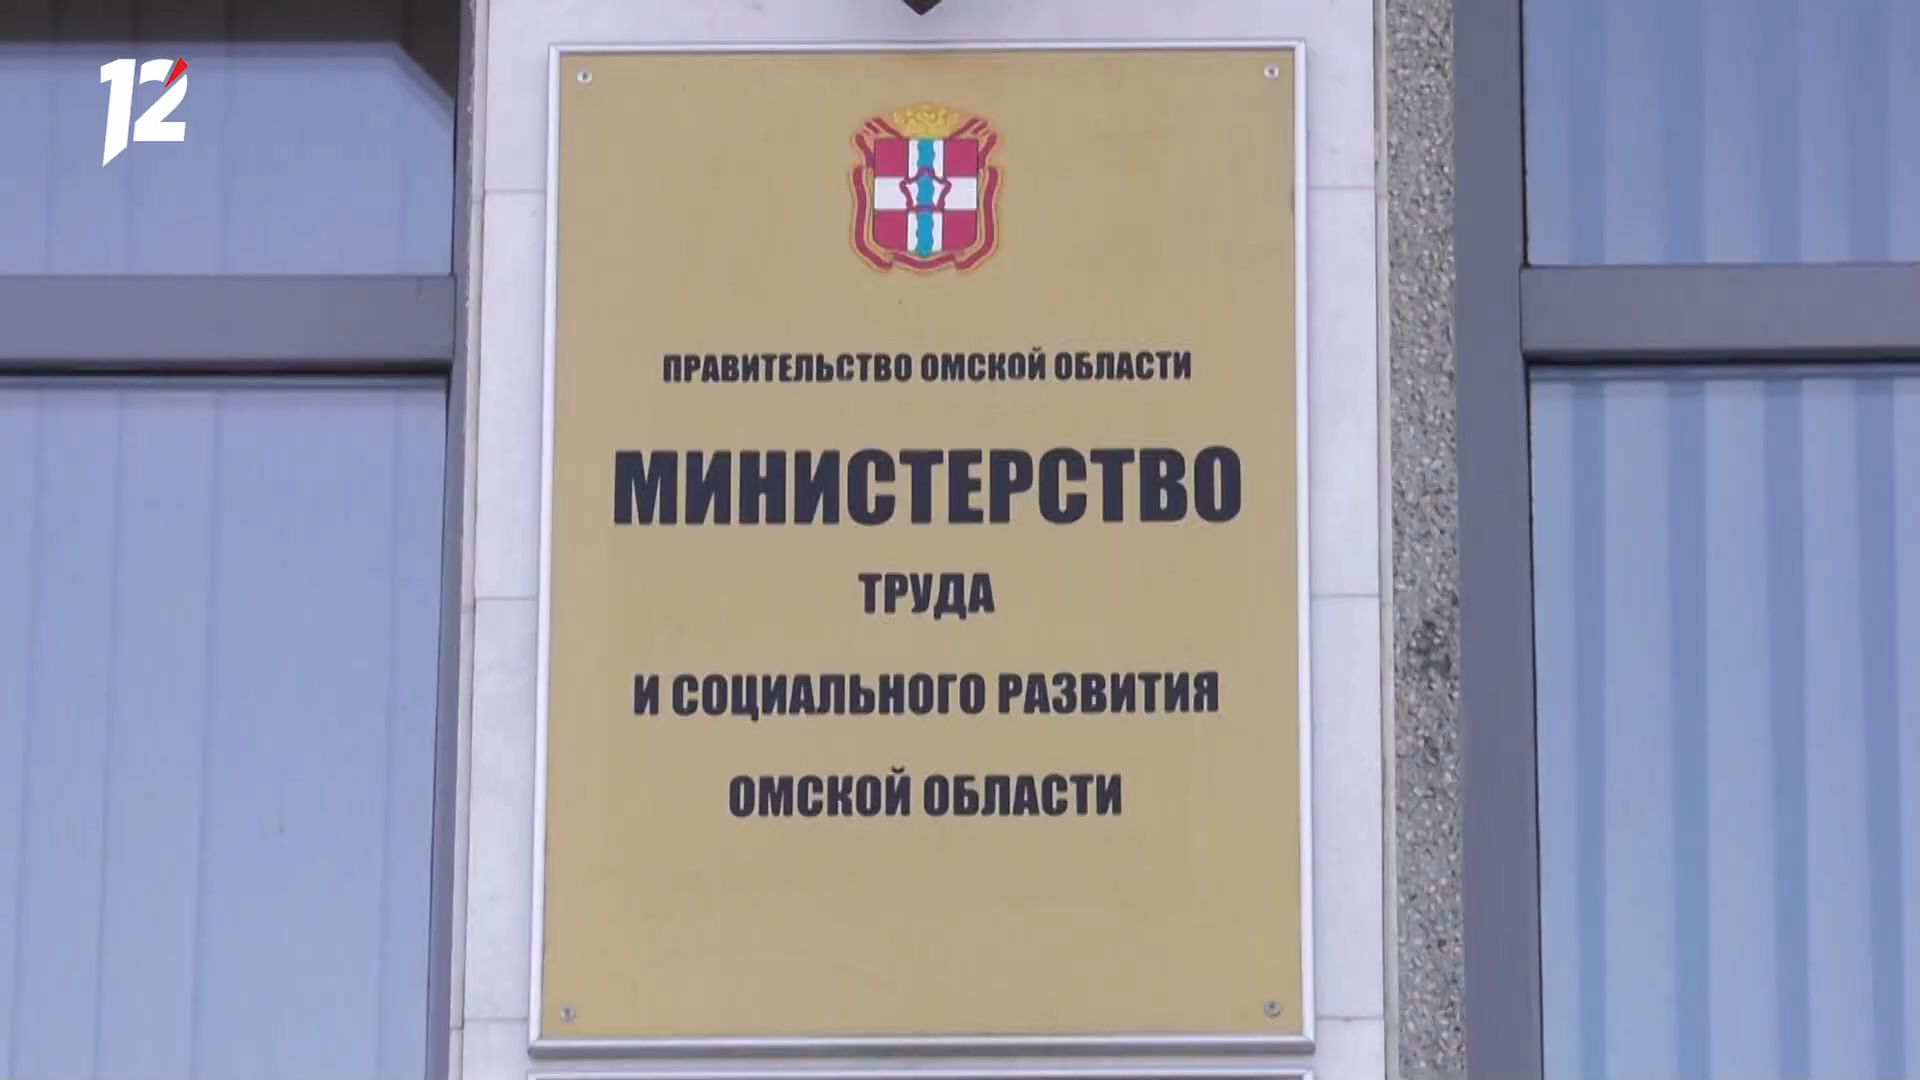 12
ПРАВИТЕЛЬСТВО ОМСКОЙ ОБЛАСТИ
МИНИСТЕРСТВО
ТРУДА
И СОЦИАЛЬНОГО РАЗВИТИЯ
ОМСКОЙ ОБЛАСТИ